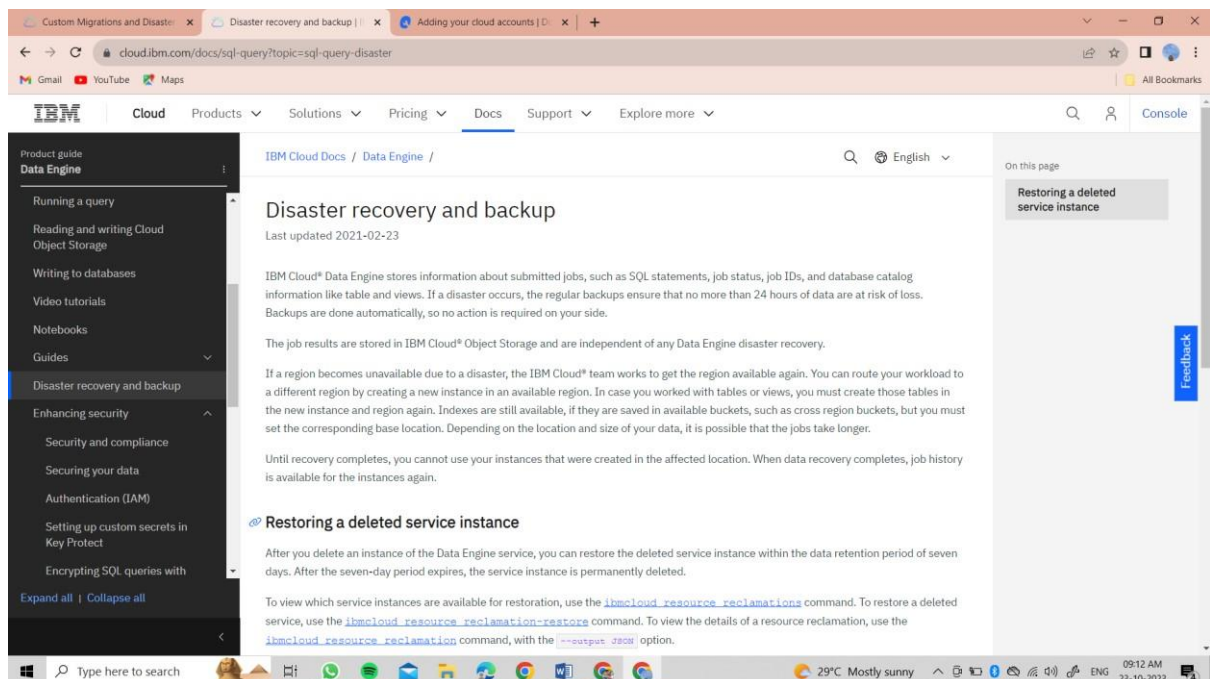 Custom Migrations and Disaster
Disaster recovery and backup |
Adding your cloud accounts | Do
cloud.ibm.com/docs/sql-query?topic=sql-query-disaster
Gmail YouTube Maps
All Bookmarks
IBM Cloud Products Solutions Pricing Docs Support Explore more Console
Product guide
Data Engine
Running a query
Reading and writing Cloud
Object Storage
Writing to databases
Video tutorials
Notebooks
Guides
Disaster recovery and backup
Enhancing security
Security and compliance
Securing your data
Authentication (IAM)
Setting up custom secrets in
Key Protect
Encrypting SQL queries with
Expand all | Collapse all
IBM Cloud Docs / Data Engine /
English
Disaster recovery and backup
Last updated 2021-02-23
IBM Cloud® Data Engine stores information about submitted jobs, such as SQL statements, job status, job IDs, and database catalog
information like table and views. If a disaster occurs, the regular backups ensure that no more than 24 hours of data are at risk of loss.
Backups are done automatically, so no action is required on your side.
The job results are stored in IBM Cloud® Object Storage and are independent of any Data Engine disaster recovery.
If a region becomes unavailable due to a disaster, the IBM Cloud® team works to get the region available again. You can route your workload to
a different region by creating a new instance in an available region. In case you worked with tables or views, you must create those tables in
the new instance and region again. Indexes are still available, if they are saved in available buckets, such as cross region buckets, but you must
set the corresponding base location. Depending on the location and size of your data, it is possible that the jobs take longer.
Until recovery completes, you cannot use your instances that were created in the affected location. When data recovery completes, job history
is available for the instances again.
Restoring a deleted service instance
After you delete an instance of the Data Engine service, you can restore the deleted service instance within the data retention period of seven
days. After the seven-day period expires, the service instance is permanently deleted.
To view which service instances are available for restoration, use the ibmcloud resource reclamations command. To restore a deleted
service, use the ibmcloud resource reclamation-restore command. To view the details of a resource reclamation, use the
ibmcloud resource reclamation command, with the --output JSON option.
On this page
Restoring a deleted
service instance
Feedback
Type here to search
29°C Mostly sunny
ENG
09:12 AM
22-10-2023